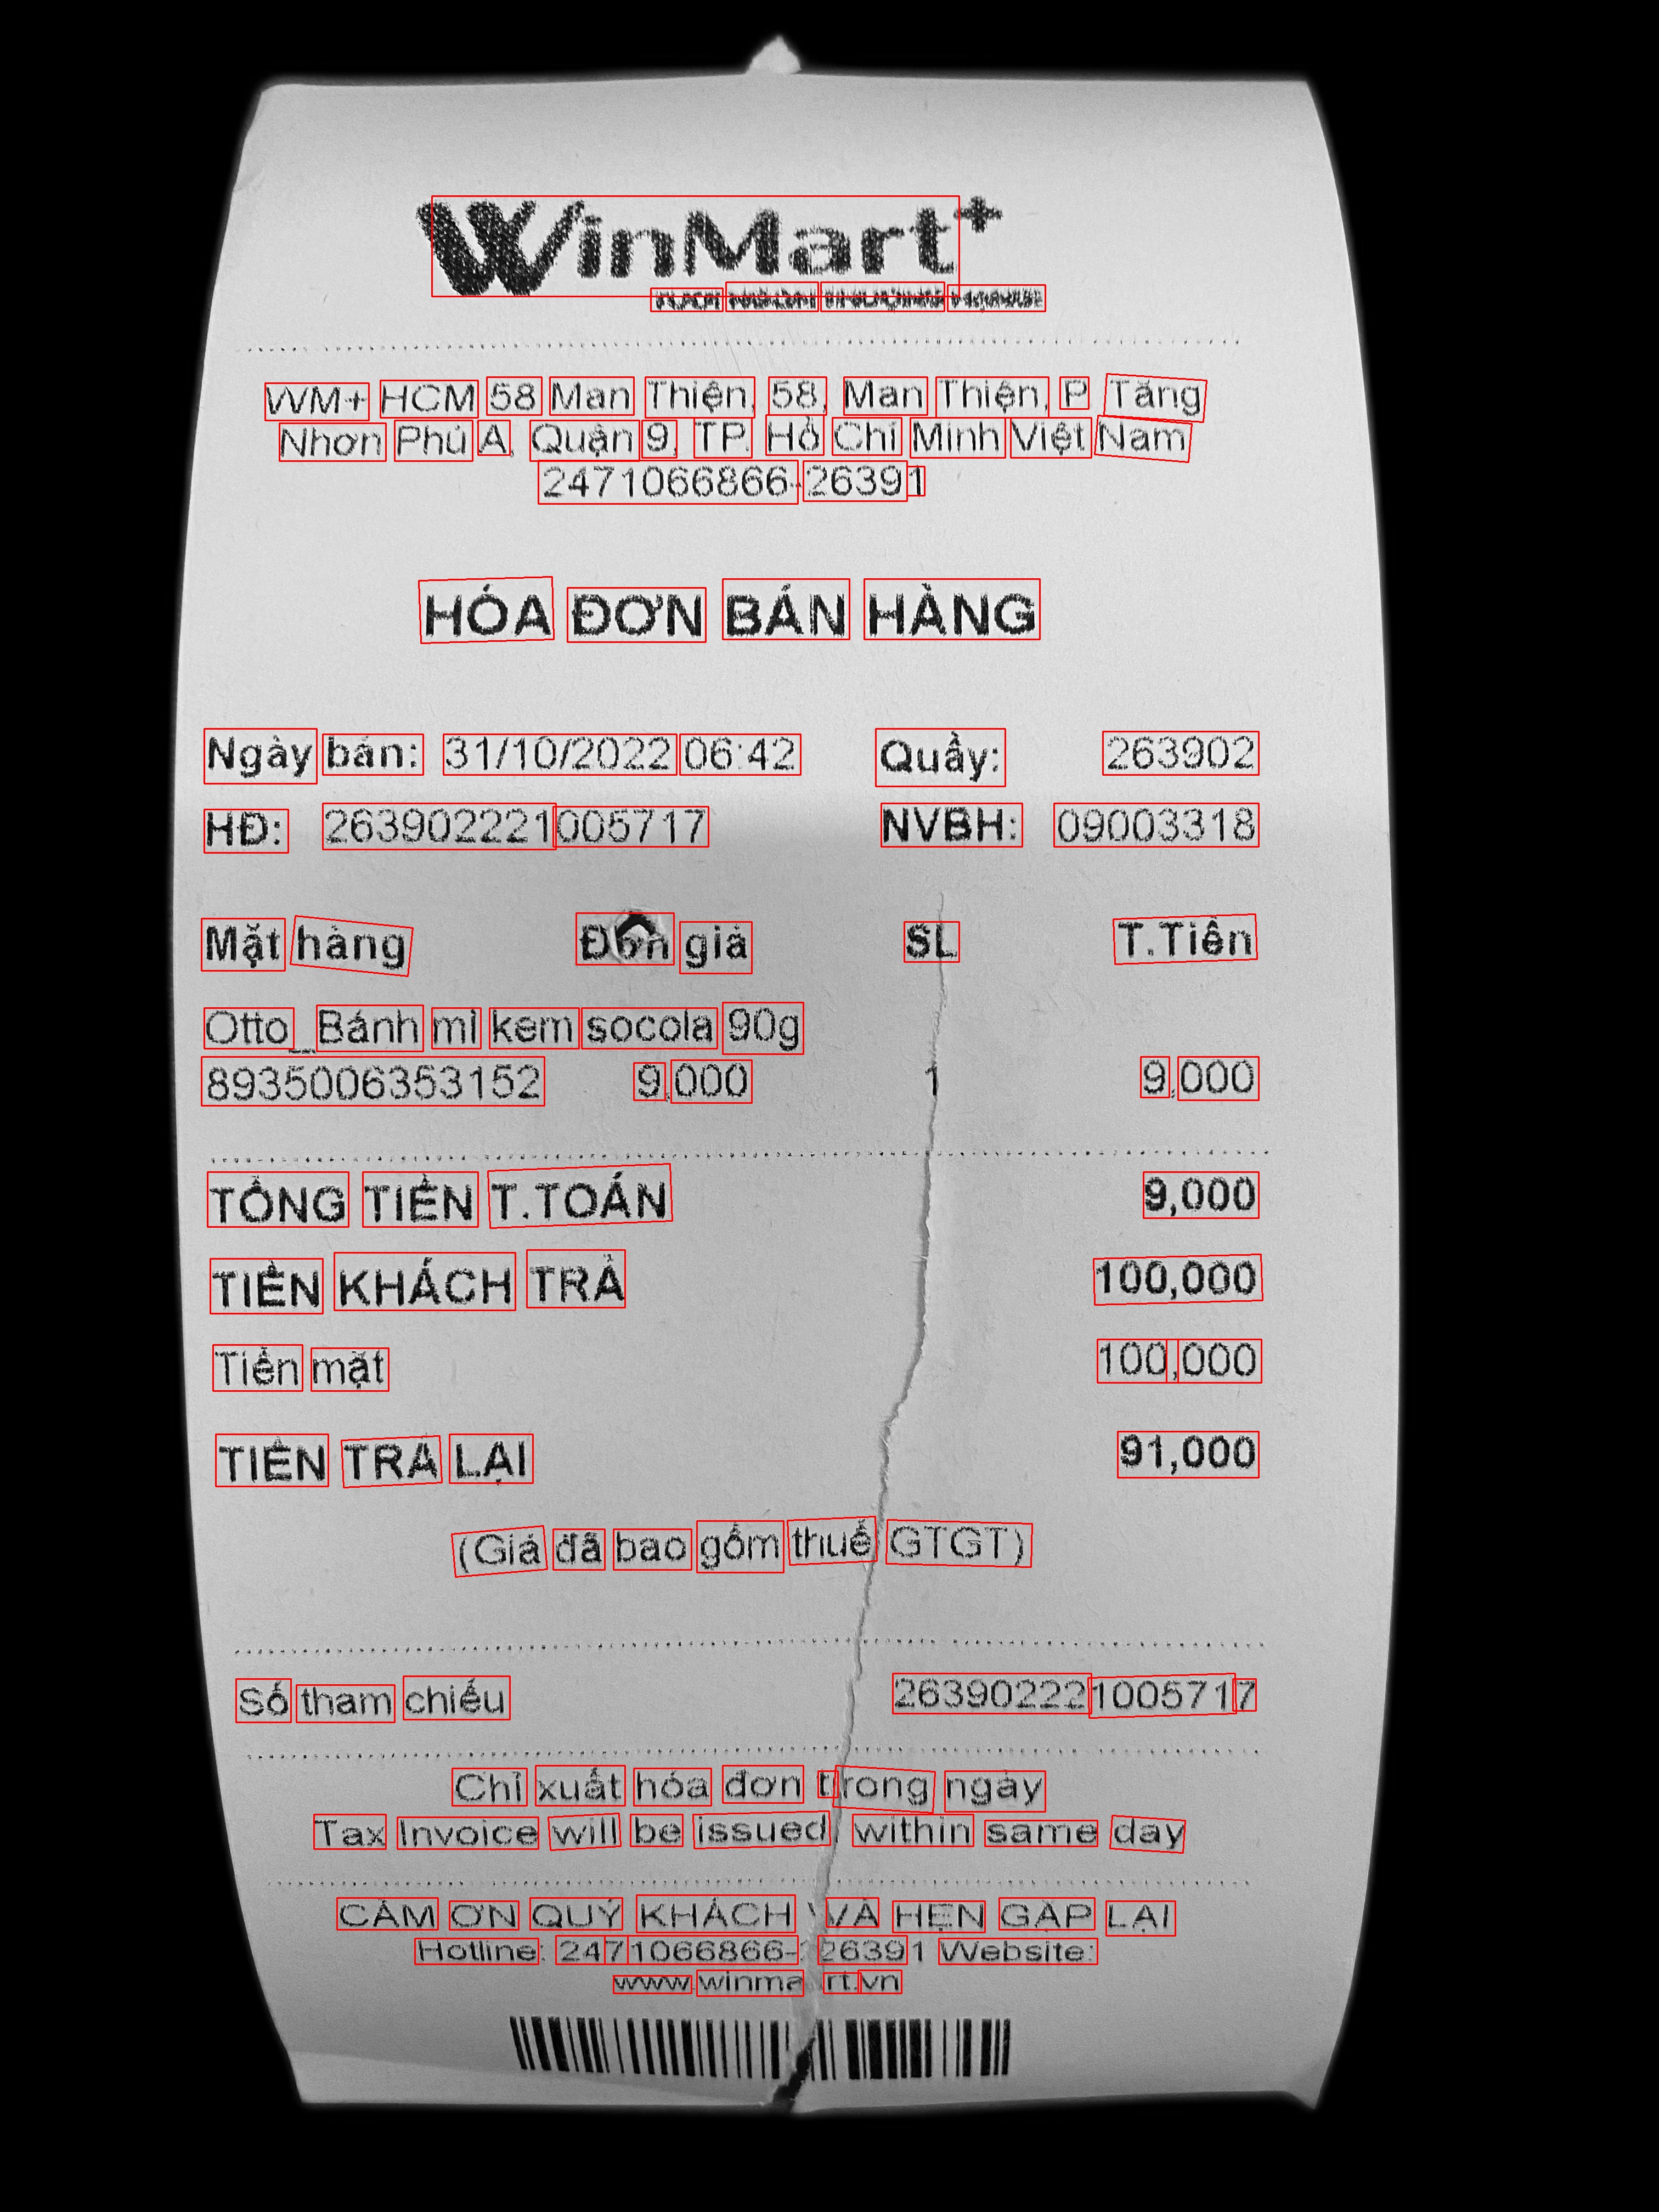 WinMart+
WM+ HCM 58 Man Thiện, 58, Man Thiện, P. Tăng
Nhơn Phú A, Quận 9, TP. Hồ Chí Minh Việt Nam
2471066866-26391
HÓA ĐƠN BÁN HÀNG
Ngày bán: 31/10/2022 06:42 Quầy: 263902
HĐ: 263902221005717 NVBH: 09003318
Mặt hàng Đơn giá SL T.Tiền
Otto_Bánh mì kem socola 90g
8935006353152 9,000 1 9,000
TỔNG TIỀN T.TOÁN 9,000
TIỀN KHÁCH TRẢ 100,000
Tiền mặt 100,000
TIỀN TRẢ LẠI 91,000
(Giá đã bao gồm thuế GTGT)
Số tham chiếu 263902221005717
Chỉ xuất hóa đơn trong ngày
Tax Invoice will be issued within same day
CẢM ƠN QUÝ KHÁCH VÀ HẸN GẶP LẠI
Hotline: 2471066866-26391 Website:
www.winmart.vn